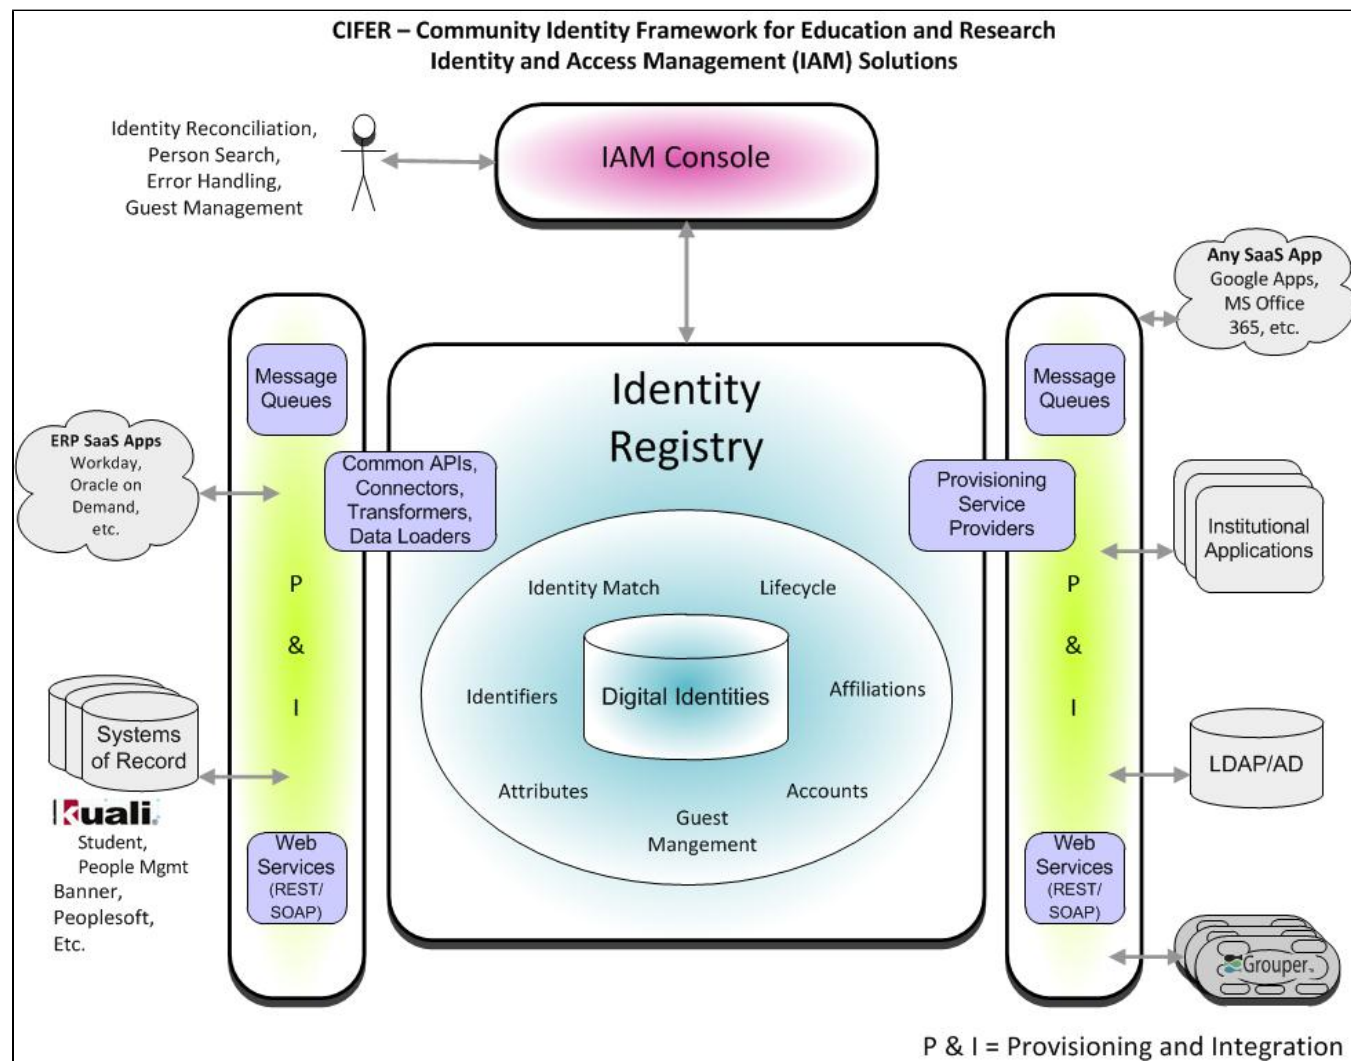 CIFER – Community Identity Framework for Education and Research
Identity and Access Management (IAM) Solutions
Identity Reconciliation,
Person Search,
Error Handling,
Guest Management
IAM Console
Any SaaS App
Google Apps,
MS Office
365, etc.
Message
Queues
Identity
Registry
Message
Queues
ERP SaaS Apps
Workday,
Oracle on
Demand,
etc.
Common APIs,
Connectors,
Transformers,
Data Loaders
Provisioning
Service
Providers
Institutional
Applications
P
&
I
Identity Match
Lifecycle
Identifiers
Digital Identities
Affiliations
Attributes
Accounts
Guest
Mangement
P
&
I
Systems
of Record
LDAP/AD
Kuali
Student,
People Mgmt
Banner,
Peoplesoft,
Etc.
Web
Services
(REST/
SOAP)
Web
Services
(REST/
SOAP)
Grouper
P & I = Provisioning and Integration